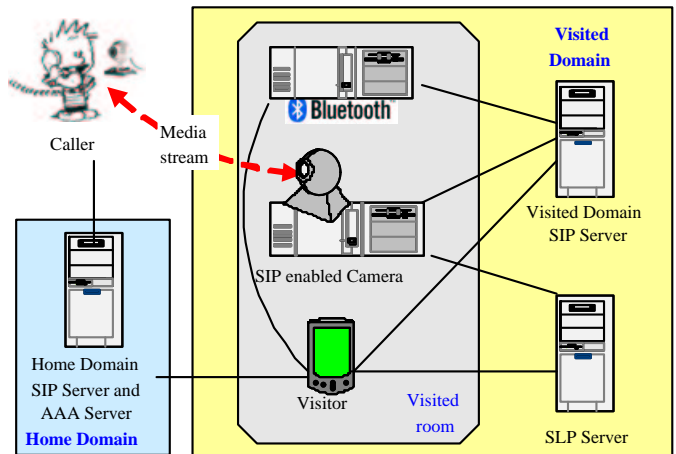 Visited
Domain
Bluetooth™
Caller
Media
stream
Visited Domain
SIP Server
SIP enabled Camera
Home Domain
SIP Server and
AAA Server
Home Domain
Visitor
Visited
room
SLP Server